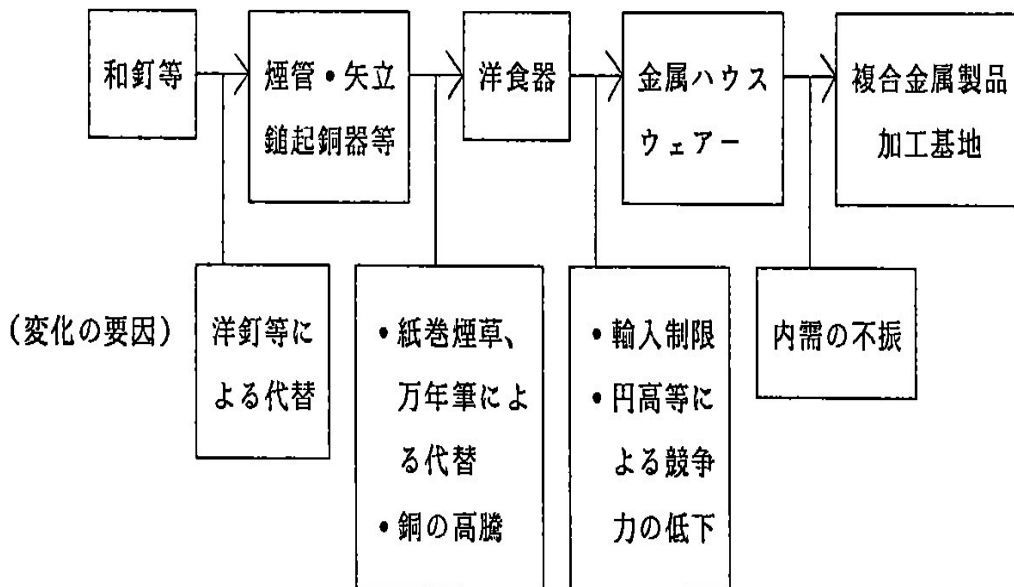 和釘等
煙管・矢立
鎚起銅器等
洋食器
金属ハウス
ウェアー
複合金属製品
加工基地
(変化の要因)
洋釘等に
よる代替
・紙巻煙草、
万年筆によ
る代替
・銅の高騰
・輸入制限
・円高等に
よる競争
力の低下
内需の不振